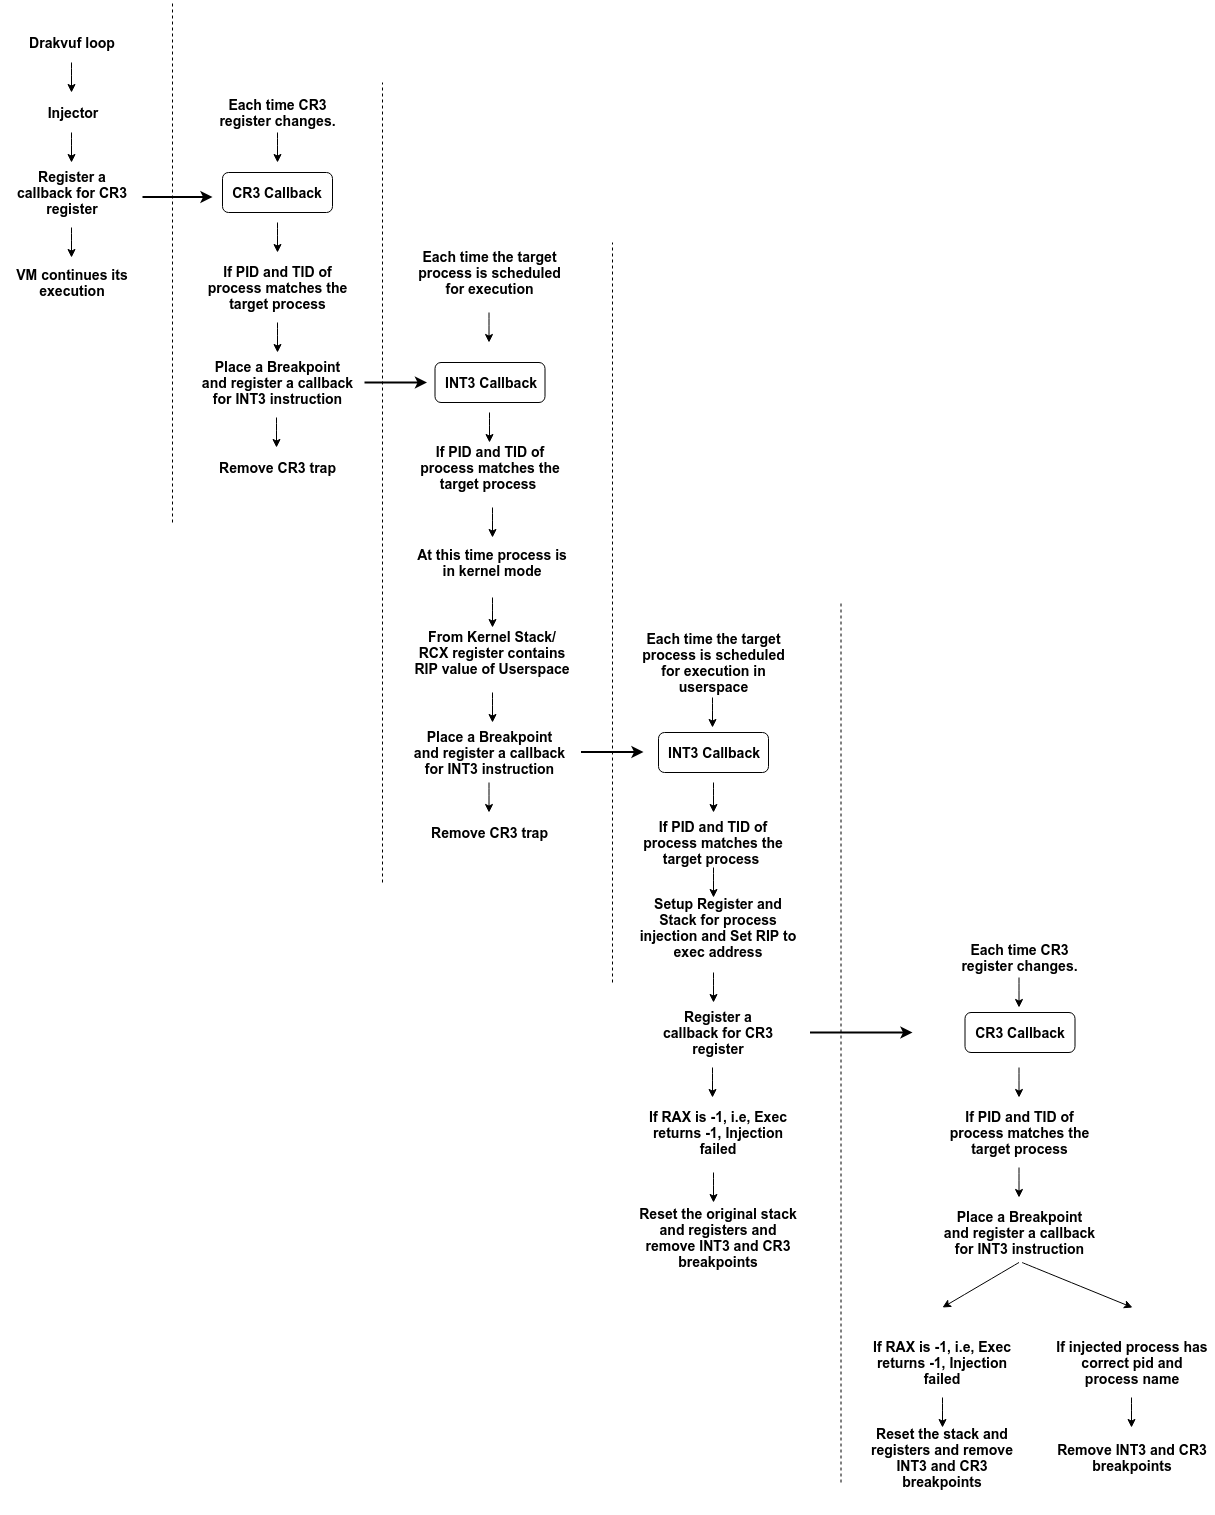 Drakvuf loop
Injector
Register a
callback for CR3
register
VM continues its
execution
Each time CR3
register changes.
CR3 Callback
If PID and TID of
process matches the
target process
Place a Breakpoint
and register a callback
for INT3 instruction
Remove CR3 trap
Each time the target
process is scheduled
for execution
INT3 Callback
If PID and TID of
process matches the
target process
At this time process is
in kernel mode
From Kernel Stack/
RCX register contains
RIP value of Userspace
Place a Breakpoint
and register a callback
for INT3 instruction
Remove CR3 trap
Each time the target
process is scheduled
for execution in
userspace
INT3 Callback
If PID and TID of
process matches the
target process
Setup Register and
Stack for process
injection and Set RIP to
exec address
Register a
callback for CR3
register
If RAX is -1, i.e, Exec
returns -1, Injection
failed
Reset the original stack
and registers and
remove INT3 and CR3
breakpoints
Each time CR3
register changes.
CR3 Callback
If PID and TID of
process matches the
target process
Place a Breakpoint
and register a callback
for INT3 instruction
If RAX is -1, i.e, Exec
returns -1, Injection
failed
Reset the stack and
registers and remove
INT3 and CR3
breakpoints
If injected process has
correct pid and
process name
Remove INT3 and CR3
breakpoints